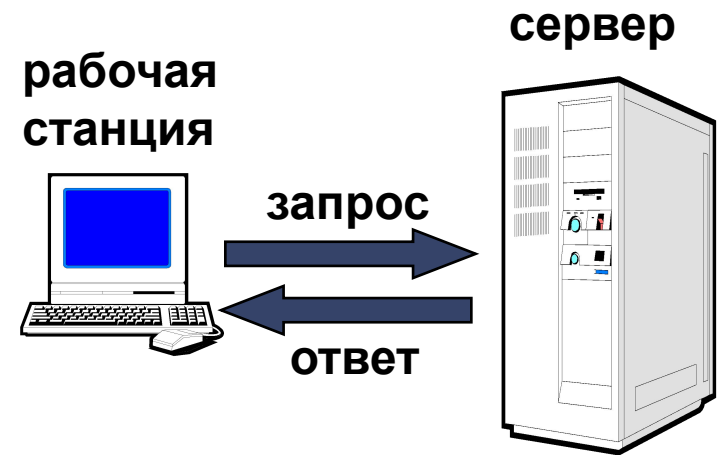 сервер
рабочая
станция
запрос
ответ